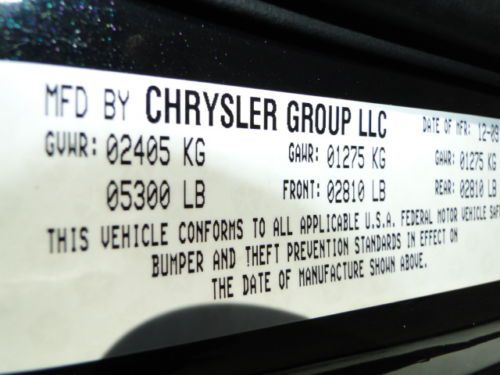 MFD BY CHRYSLER GROUP LLC DATE OF MFR: 12-09
GVWR: 02405 KG GAWR: 01275 KG GAWR: 01275 KG
05300 LB FRONT: 02810 LB REAR: 02810 LB
THIS VEHICLE CONFORMS TO ALL APPLICABLE U.S.A. FEDERAL MOTOR VEHICLE SAF
BUMPER AND THEFT PREVENTION STANDARDS IN EFFECT ON
THE DATE OF MANUFACTURE SHOWN ABOVE.